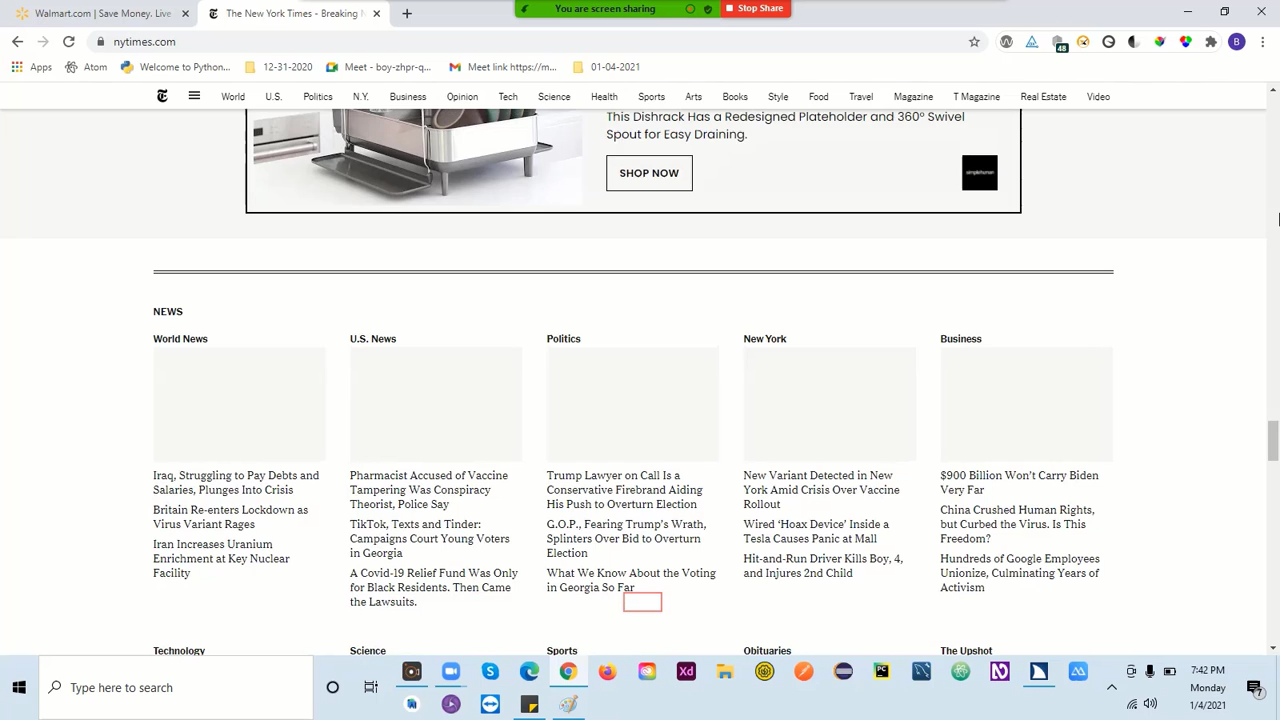 Walmart.com | Save Money. Live
The New York Times - Breaking N
You are screen sharing
Stop Share
nytimes.com
48
B
Apps
Atom
Welcome to Python...
12-31-2020
Meet - boy-zhpr-q...
Meet link https://m...
01-04-2021
World U.S. Politics N.Y. Business Opinion Tech Science Health Sports Arts Books Style Food Travel Magazine T Magazine Real Estate Video
This Dishrack Has a Redesigned Plateholder and 360° Swivel
Spout for Easy Draining.
SHOP NOW
simplehuman
NEWS
World News
Iraq, Struggling to Pay Debts and
Salaries, Plunges Into Crisis
Britain Re-enters Lockdown as
Virus Variant Rages
Iran Increases Uranium
Enrichment at Key Nuclear
Facility
U.S. News
Pharmacist Accused of Vaccine
Tampering Was Conspiracy
Theorist, Police Say
TikTok, Texts and Tinder:
Campaigns Court Young Voters
in Georgia
A Covid-19 Relief Fund Was Only
for Black Residents. Then Came
the Lawsuits.
Politics
Trump Lawyer on Call Is a
Conservative Firebrand Aiding
His Push to Overturn Election
G.O.P., Fearing Trump's Wrath,
Splinters Over Bid to Overturn
Election
What We Know About the Voting
in Georgia So Far
New York
New Variant Detected in New
York Amid Crisis Over Vaccine
Rollout
Wired 'Hoax Device' Inside a
Tesla Causes Panic at Mall
Hit-and-Run Driver Kills Boy, 4,
and Injures 2nd Child
Business
$900 Billion Won't Carry Biden
Very Far
China Crushed Human Rights,
but Curbed the Virus. Is This
Freedom?
Hundreds of Google Employees
Unionize, Culminating Years of
Activism
Technology
Science
Sports
Obituaries
The Upshot
Type here to search
Xd
PC
7:42 PM
Monday
1/4/2021
7